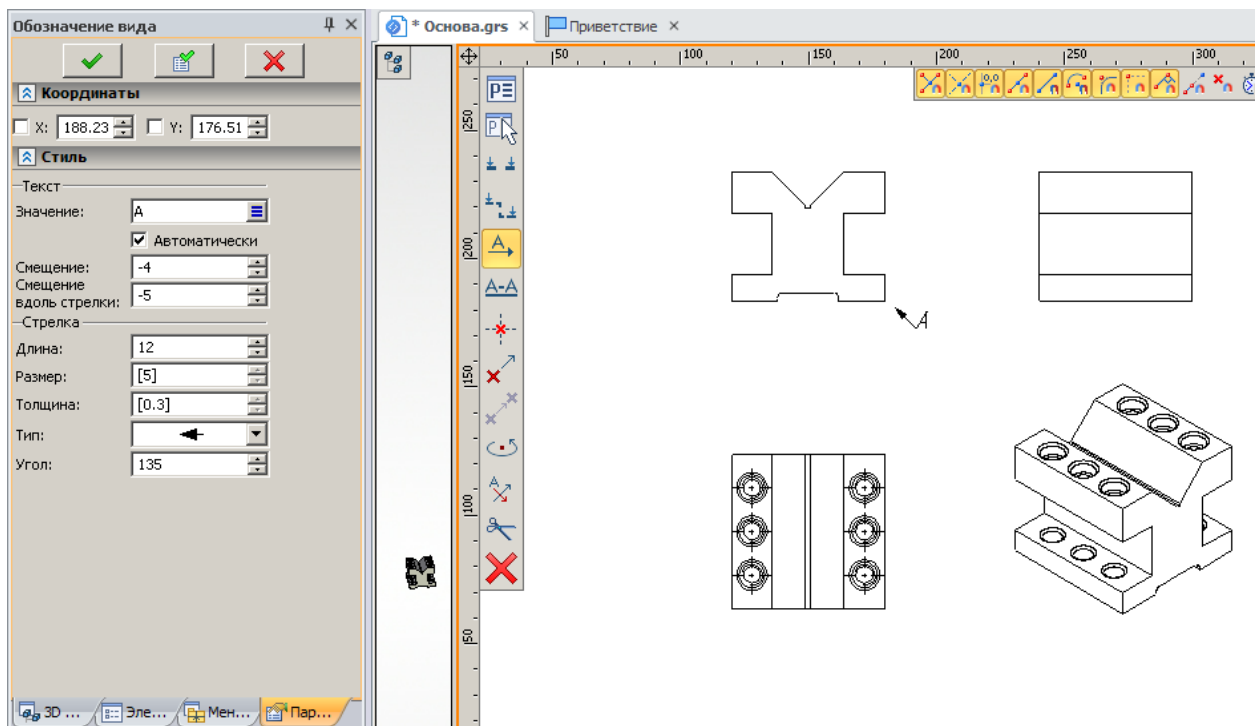 Обозначение вида
Координаты
X: 188.23 Y: 176.51
Стиль
Текст
Значение: A
Автоматически
Смещение: -4
Смещение
вдоль стрелки: -5
Стрелка
Длина: 12
Размер: [5]
Толщина: [0.3]
Тип:
Угол: 135
3D ... Эле... Мен... Пар...
* Основа.grs Приветствие
50 100 150 200 250 300
250
200
150
100
50
A
A-A
A
A